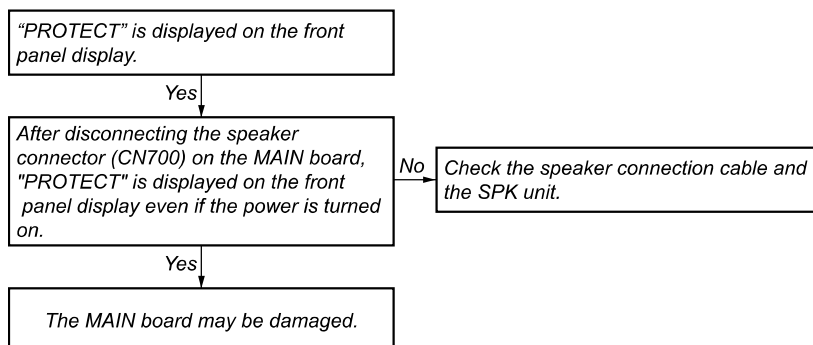 “PROTECT” is displayed on the front
panel display.
Yes
After disconnecting the speaker
connector (CN700) on the MAIN board,
"PROTECT" is displayed on the front
panel display even if the power is turned
on.
No
Check the speaker connection cable and
the SPK unit.
Yes
The MAIN board may be damaged.